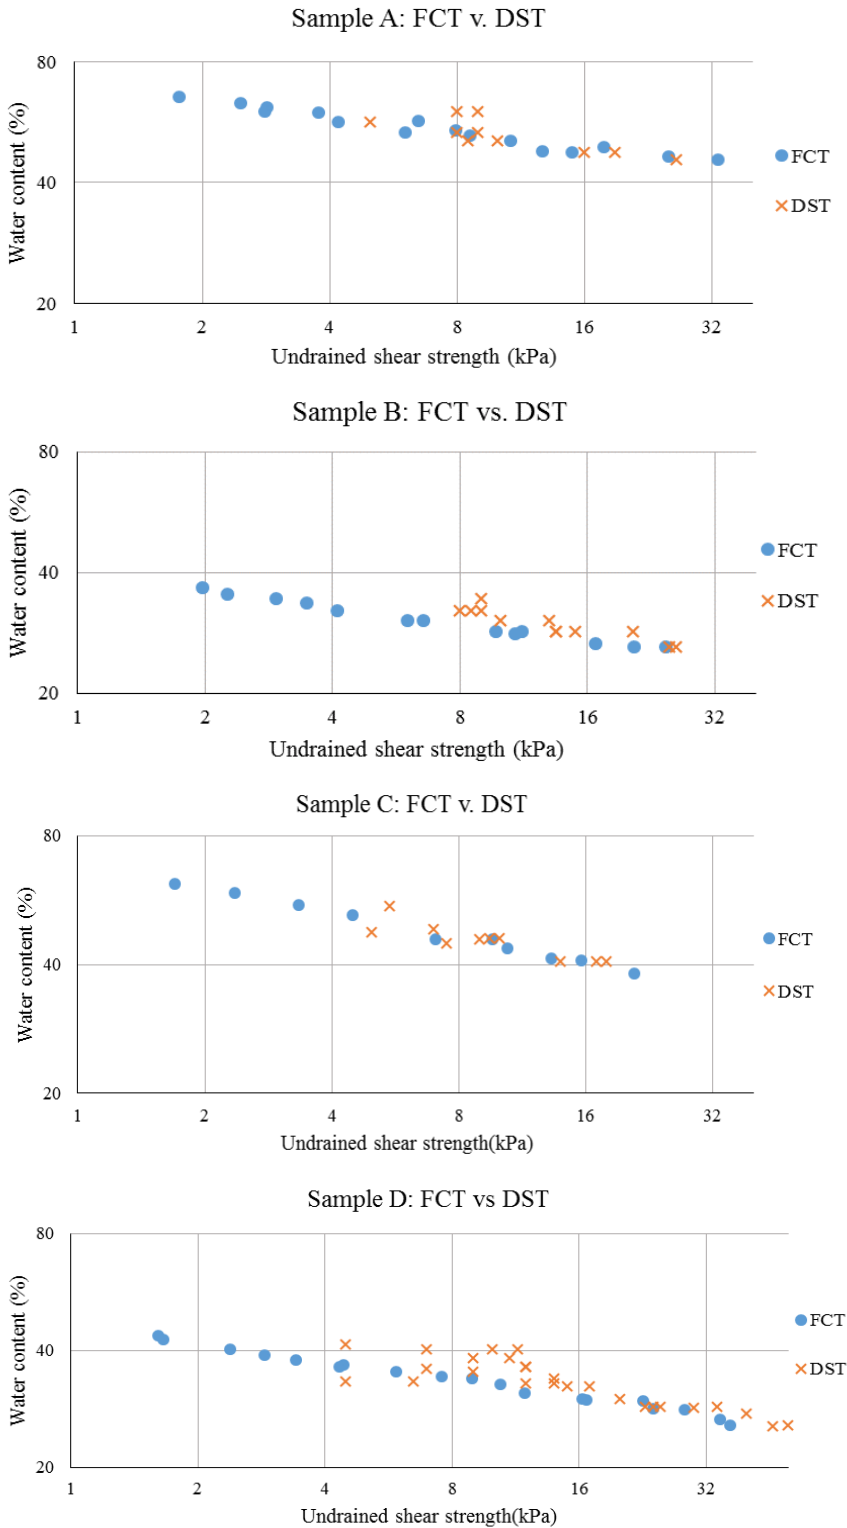 Sample A: FCT v. DST
80
40
20
Water content (%)
1 2 4 8 16 32
Undrained shear strength (kPa)
FCT
DST
Sample B: FCT vs. DST
80
40
20
Water content (%)
1 2 4 8 16 32
Undrained shear strength (kPa)
FCT
DST
Sample C: FCT v. DST
80
40
20
Water content (%)
1 2 4 8 16 32
Undrained shear strength(kPa)
FCT
DST
Sample D: FCT vs DST
80
40
20
Water content (%)
1 2 4 8 16 32
Undrained shear strength(kPa)
FCT
DST